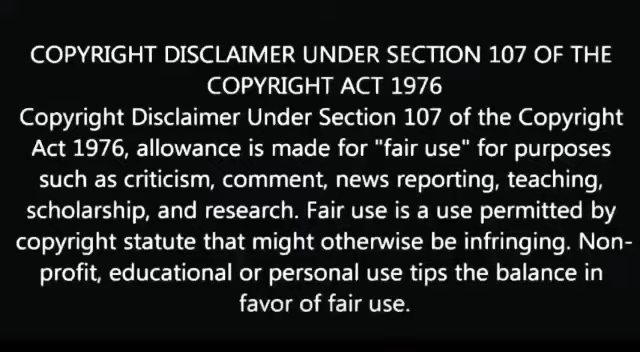 COPYRIGHT DISCLAIMER UNDER SECTION 107 OF THE
COPYRIGHT ACT 1976
Copyright Disclaimer Under Section 107 of the Copyright
Act 1976, allowance is made for "fair use" for purposes
such as criticism, comment, news reporting, teaching,
scholarship, and research. Fair use is a use permitted by
copyright statute that might otherwise be infringing. Non-
profit, educational or personal use tips the balance in
favor of fair use.